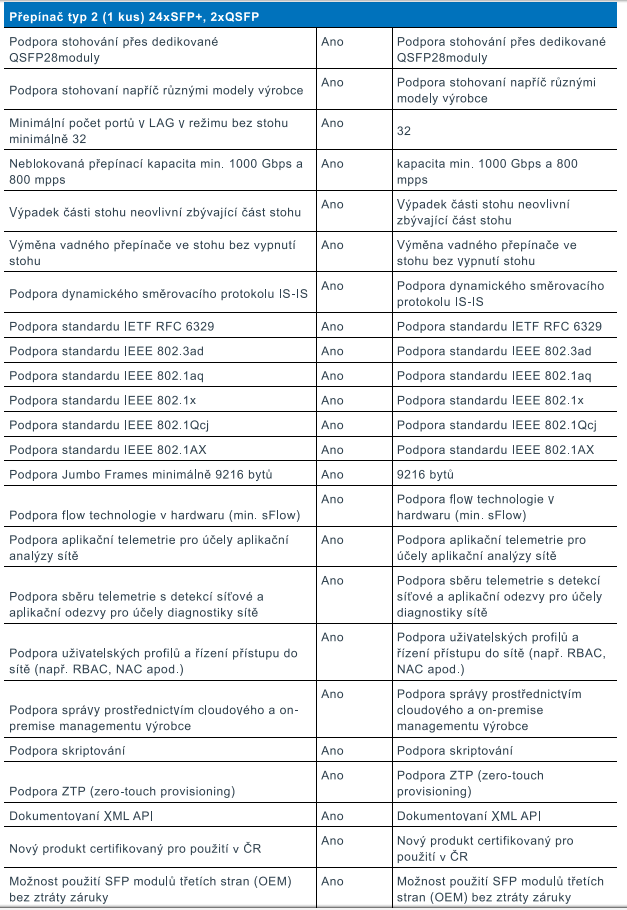 Přepínač typ 2 (1 kus) 24xSFP+, 2xQSFP
Podpora stohování přes dedikované
QSFP28moduly
Ano
Podpora stohování přes dedikované
QSFP28moduly
Podpora stohovaní napříč různými modely výrobce
Ano
Podpora stohovaní napříč různými
modely výrobce
Minimální počet portů v LAG v režimu bez stohu
minimálně 32
Ano
32
Neblokovaná přepínací kapacita min. 1000 Gbps a
800 mpps
Ano
kapacita min. 1000 Gbps a 800
mpps
Výpadek části stohu neovlivní zbývající část stohu
Ano
Výpadek části stohu neovlivní
zbývající část stohu
Výměna vadného přepínače ve stohu bez vypnutí
stohu
Ano
Výměna vadného přepínače ve
stohu bez vypnutí stohu
Podpora dynamického směrovacího protokolu IS-IS
Ano
Podpora dynamického směrovacího
protokolu IS-IS
Podpora standardu IETF RFC 6329
Ano
Podpora standardu IETF RFC 6329
Podpora standardu IEEE 802.3ad
Ano
Podpora standardu IEEE 802.3ad
Podpora standardu IEEE 802.1aq
Ano
Podpora standardu IEEE 802.1aq
Podpora standardu IEEE 802.1x
Ano
Podpora standardu IEEE 802.1x
Podpora standardu IEEE 802.1Qcj
Ano
Podpora standardu IEEE 802.1Qcj
Podpora standardu IEEE 802.1AX
Ano
Podpora standardu IEEE 802.1AX
Podpora Jumbo Frames minimálně 9216 bytů
Ano
9216 bytů
Podpora flow technologie v hardwaru (min. sFlow)
Ano
Podpora flow technologie v
hardwaru (min. sFlow)
Podpora aplikační telemetrie pro účely aplikační
analýzy sítě
Ano
Podpora aplikační telemetrie pro
účely aplikační analýzy sítě
Podpora sběru telemetrie s detekcí síťové a
aplikační odezvy pro účely diagnostiky sítě
Ano
Podpora sběru telemetrie s detekcí
síťové a aplikační odezvy pro účely
diagnostiky sítě
Podpora uživatelských profilů a řízení přístupu do
sítě (např. RBAC, NAC apod.)
Ano
Podpora uživatelských profilů a
řízení přístupu do sítě (např. RBAC,
NAC apod.)
Podpora správy prostřednictvím cloudového a on-
premise managementu výrobce
Ano
Podpora správy prostřednictvím
cloudového a on-premise
managementu výrobce
Podpora skriptování
Ano
Podpora skriptování
Podpora ZTP (zero-touch provisioning)
Ano
Podpora ZTP (zero-touch
provisioning)
Dokumentovaní XML API
Ano
Dokumentovaní XML API
Nový produkt certifikovaný pro použití v ČR
Ano
Nový produkt certifikovaný pro
použití v ČR
Možnost použití SFP modulů třetích stran (OEM)
bez ztráty záruky
Ano
Možnost použití SFP modulů třetích
stran (OEM) bez ztráty záruky